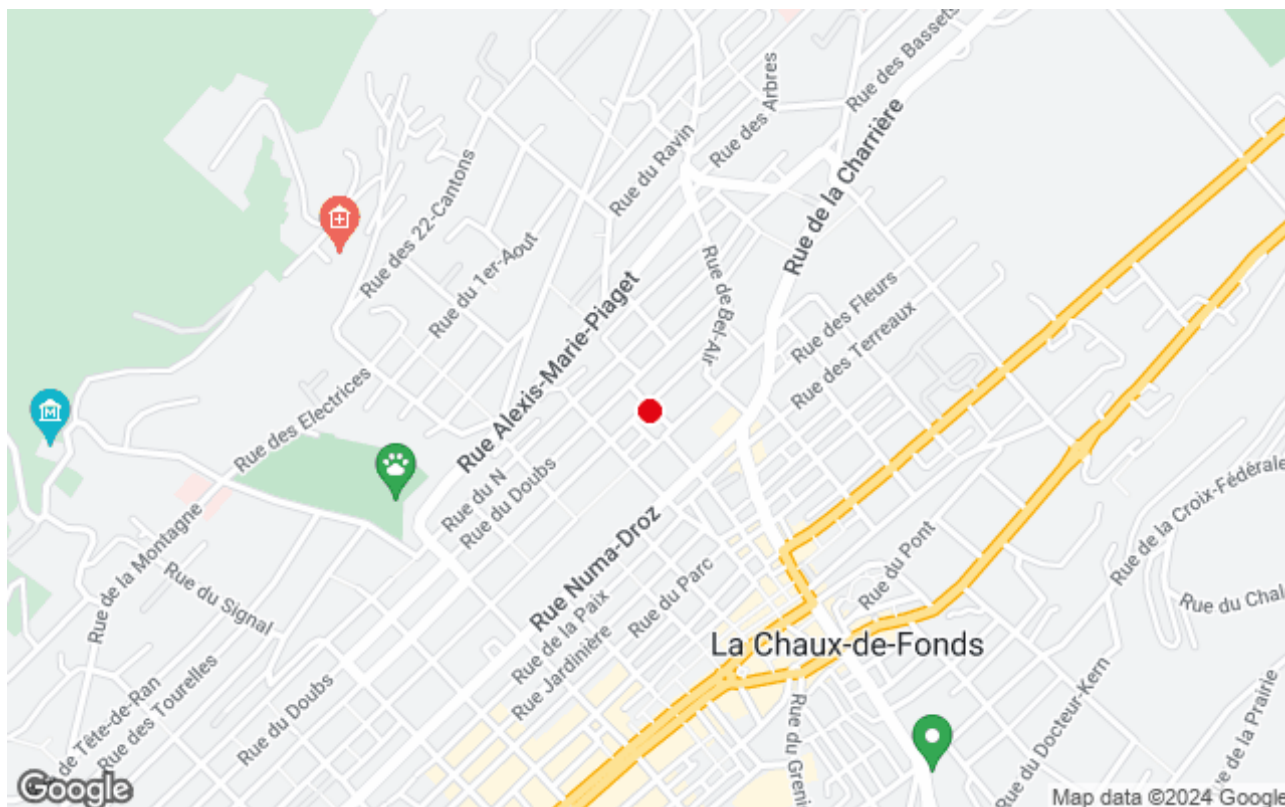 Rue des Bassets
Rue des Arbres
Rue du Ravin
Rue de la Charrière
Rue des 22-Cantons
Rue du 1er-Aout
Rue de Bel-Air
Rue des Fleurs
Rue Alexis-Marie-Piaget
Rue des Terreaux
Rue des Electrices
Rue du N
Rue du Doubs
Rue de la Montagne
Rue Numa-Droz
Rue du Pont
Rue de la Croix-Fédérale
Rue du Signal
Rue de la Paix
Rue du Parc
Rue du Chal
Rue Jardinière
La Chaux-de-Fonds
de Tête-de-Ran
Rue des Tourelles
Rue du Doubs
Rue du Greni
Rue du Docteur-Kern
Rue de la Prairie
Google
Map data ©2024 Google